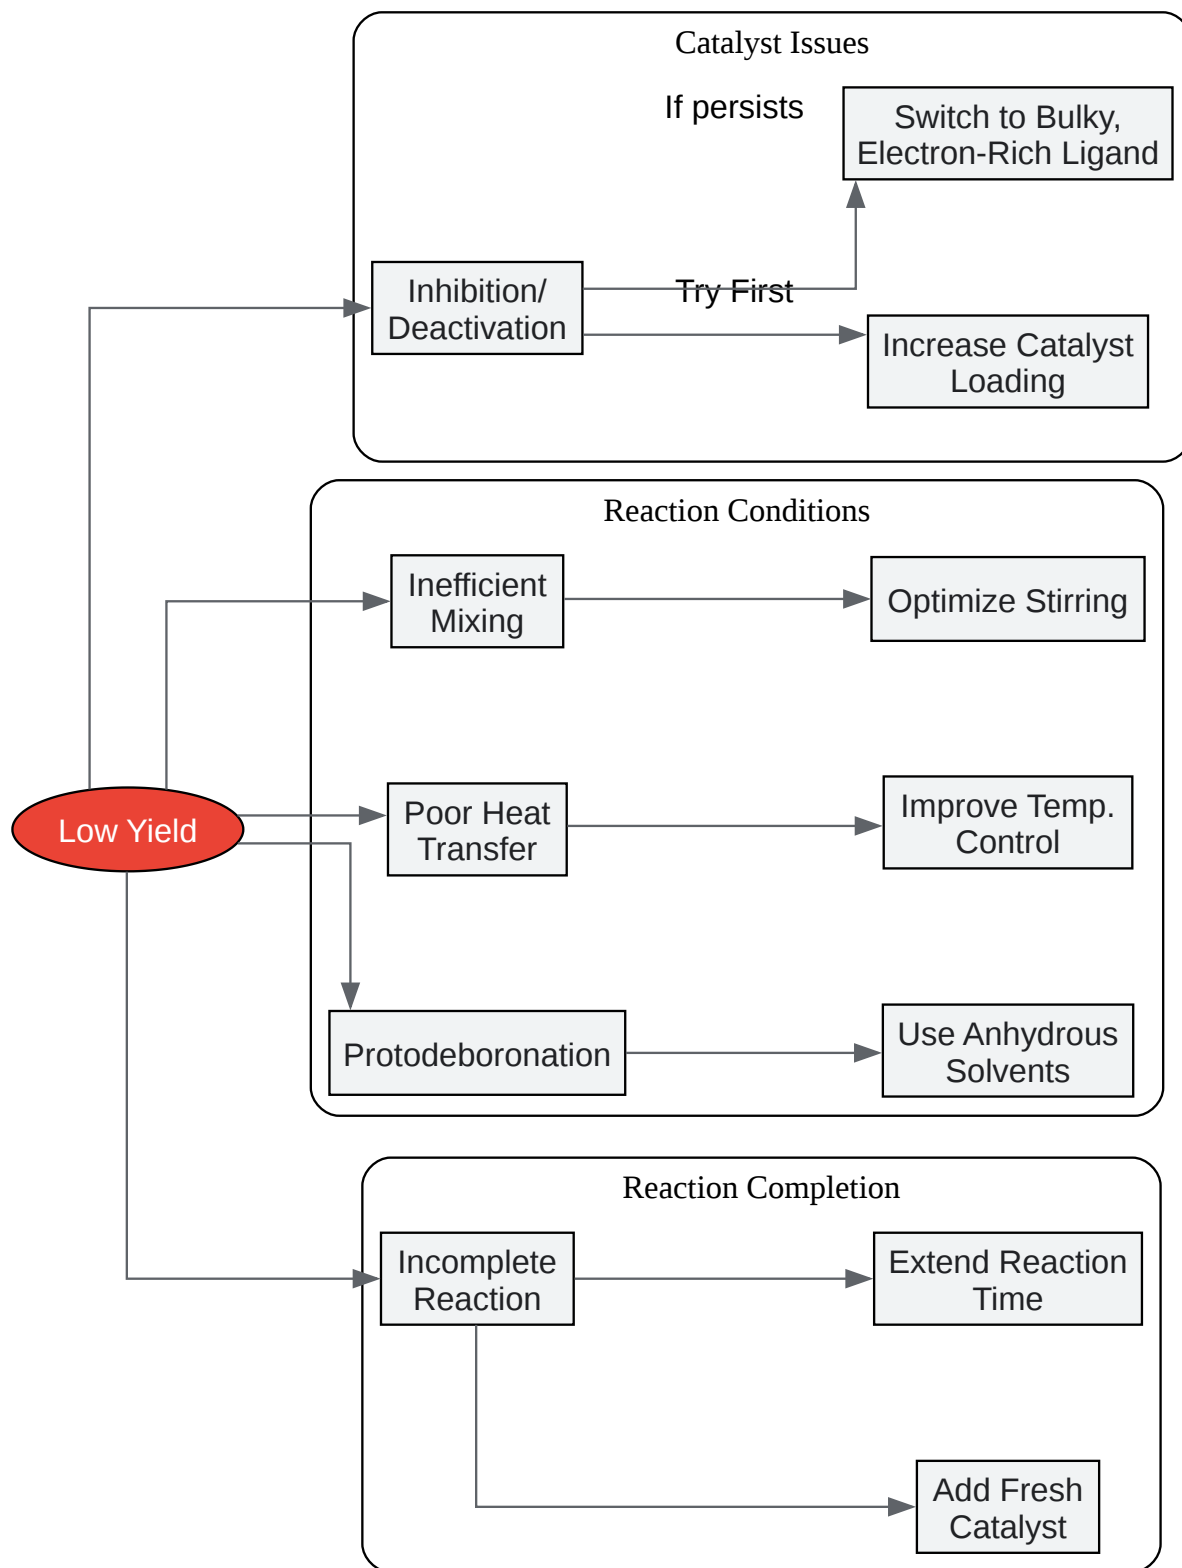 Catalyst Issues
If persists
Switch to Bulky,
Electron-Rich Ligand
Inhibition/
Deactivation
Try First
Increase Catalyst
Loading
Reaction Conditions
Inefficient
Mixing
Optimize Stirring
Low Yield
Poor Heat
Transfer
Improve Temp.
Control
Protodeboronation
Use Anhydrous
Solvents
Reaction Completion
Incomplete
Reaction
Extend Reaction
Time
Add Fresh
Catalyst